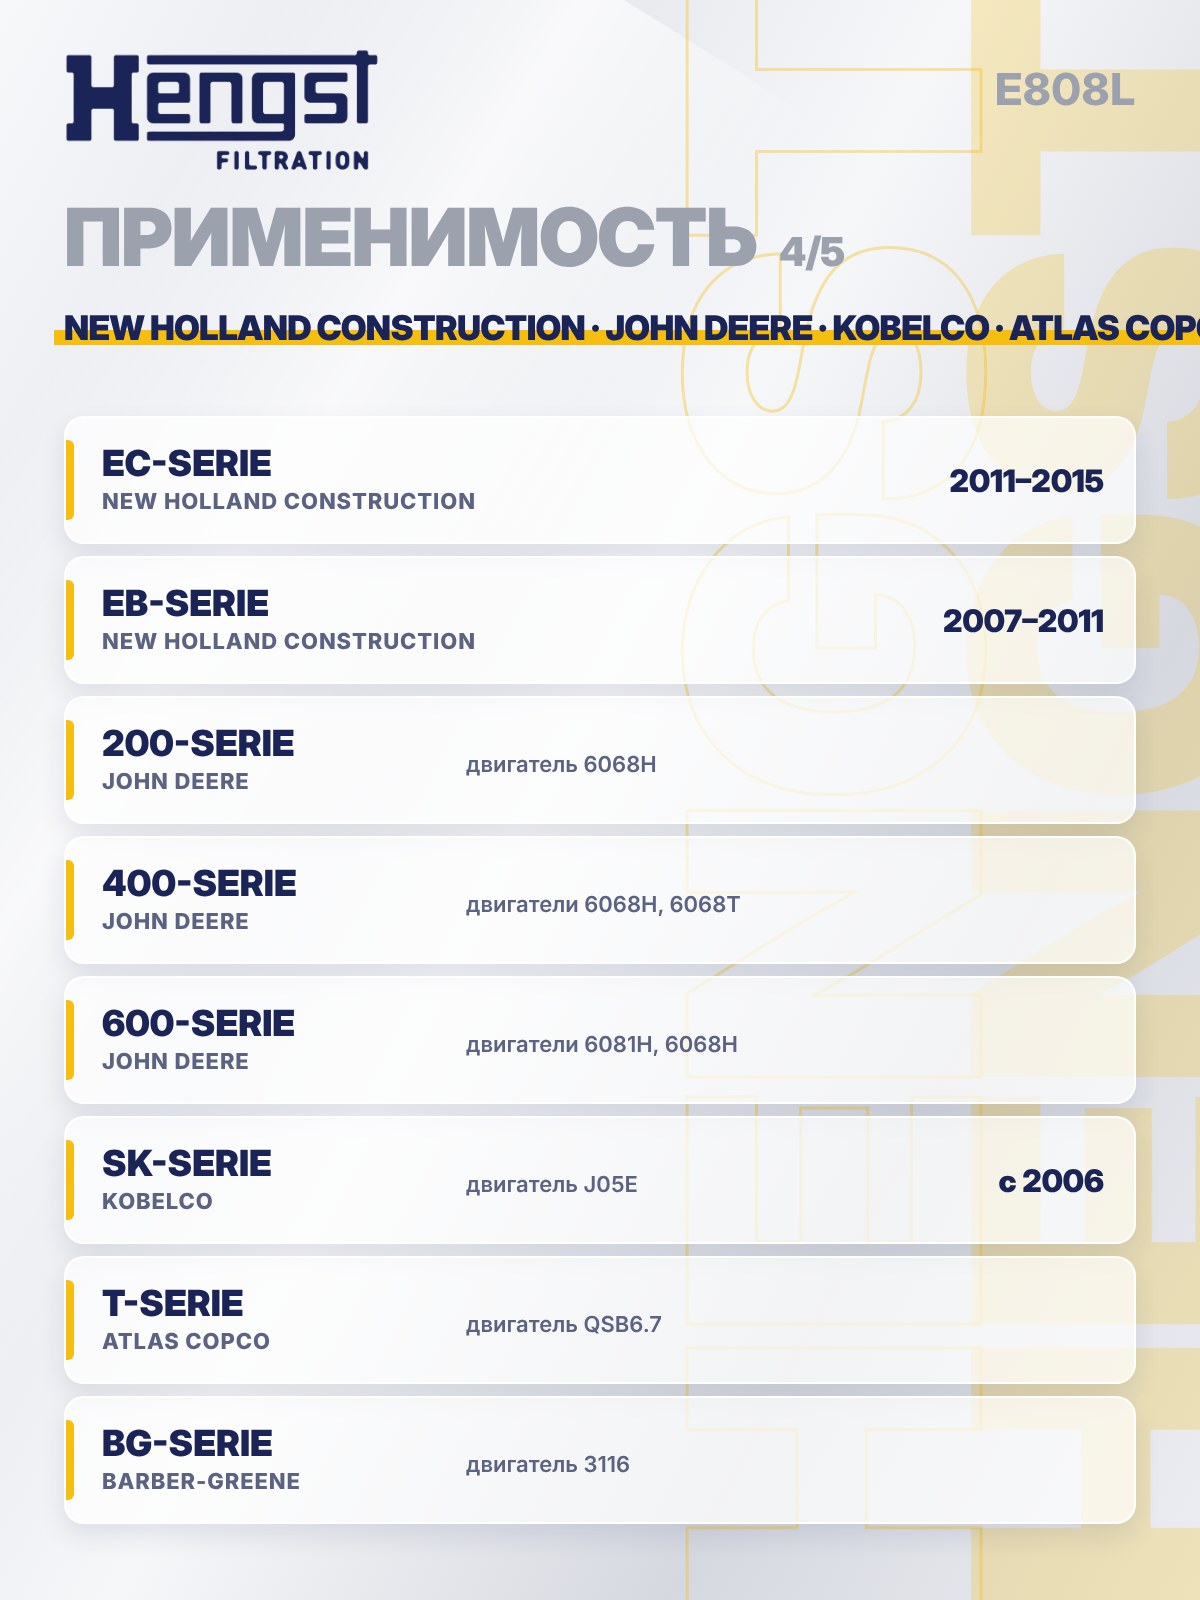 Hengst
FILTRATION
E808L
ПРИМЕНИМОСТЬ 4/5
NEW HOLLAND CONSTRUCTION · JOHN DEERE · KOBELCO · ATLAS
EC-SERIE
NEW HOLLAND CONSTRUCTION
2011–2015
EB-SERIE
NEW HOLLAND CONSTRUCTION
2007–2011
200-SERIE
JOHN DEERE
двигатель 6068H
400-SERIE
JOHN DEERE
двигатели 6068H, 6068T
600-SERIE
JOHN DEERE
двигатели 6081H, 6068H
SK-SERIE
KOBELCO
двигатель J05E
с 2006
T-SERIE
ATLAS COPCO
двигатель QSB6.7
BG-SERIE
BARBER-GREENE
двигатель 3116
HENGST